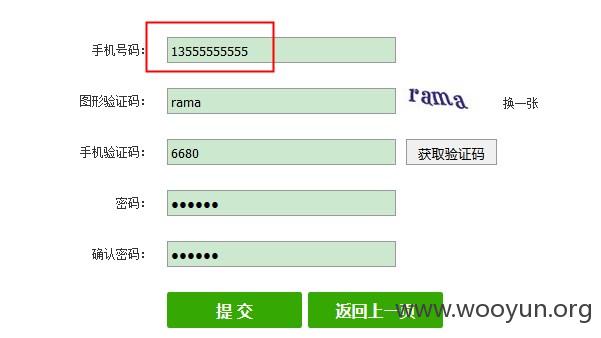 手机号码： 13555555555
图形验证码： rama rama 换一张
手机验证码： 6680 获取验证码
密码： ●●●●●●
确认密码： ●●●●●●
提 交 返回上一页
www.wooyun.org